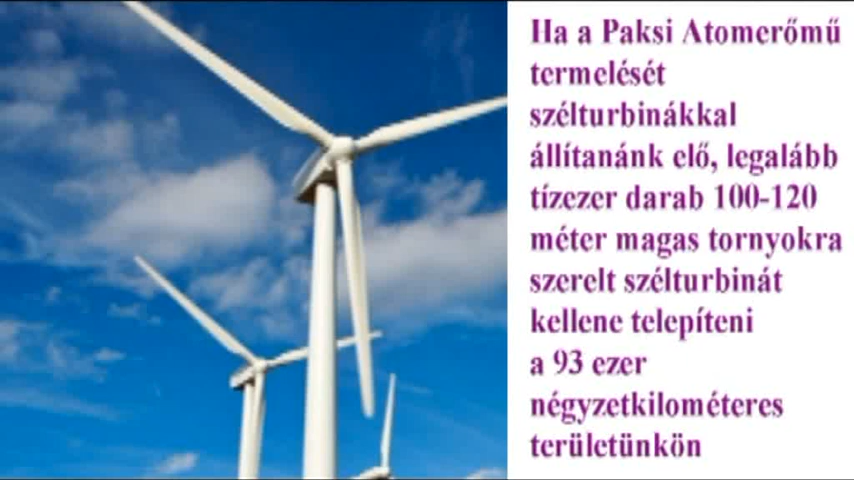 Ha a Paksi Atomerőmű
termelését
szélturbinákkal
állítanánk elő, legalább
tízezer darab 100-120
méter magas tornyokra
szerelt szélturbinát
kellene telepíteni
a 93 ezer
négyzetkilométeres
területünkön